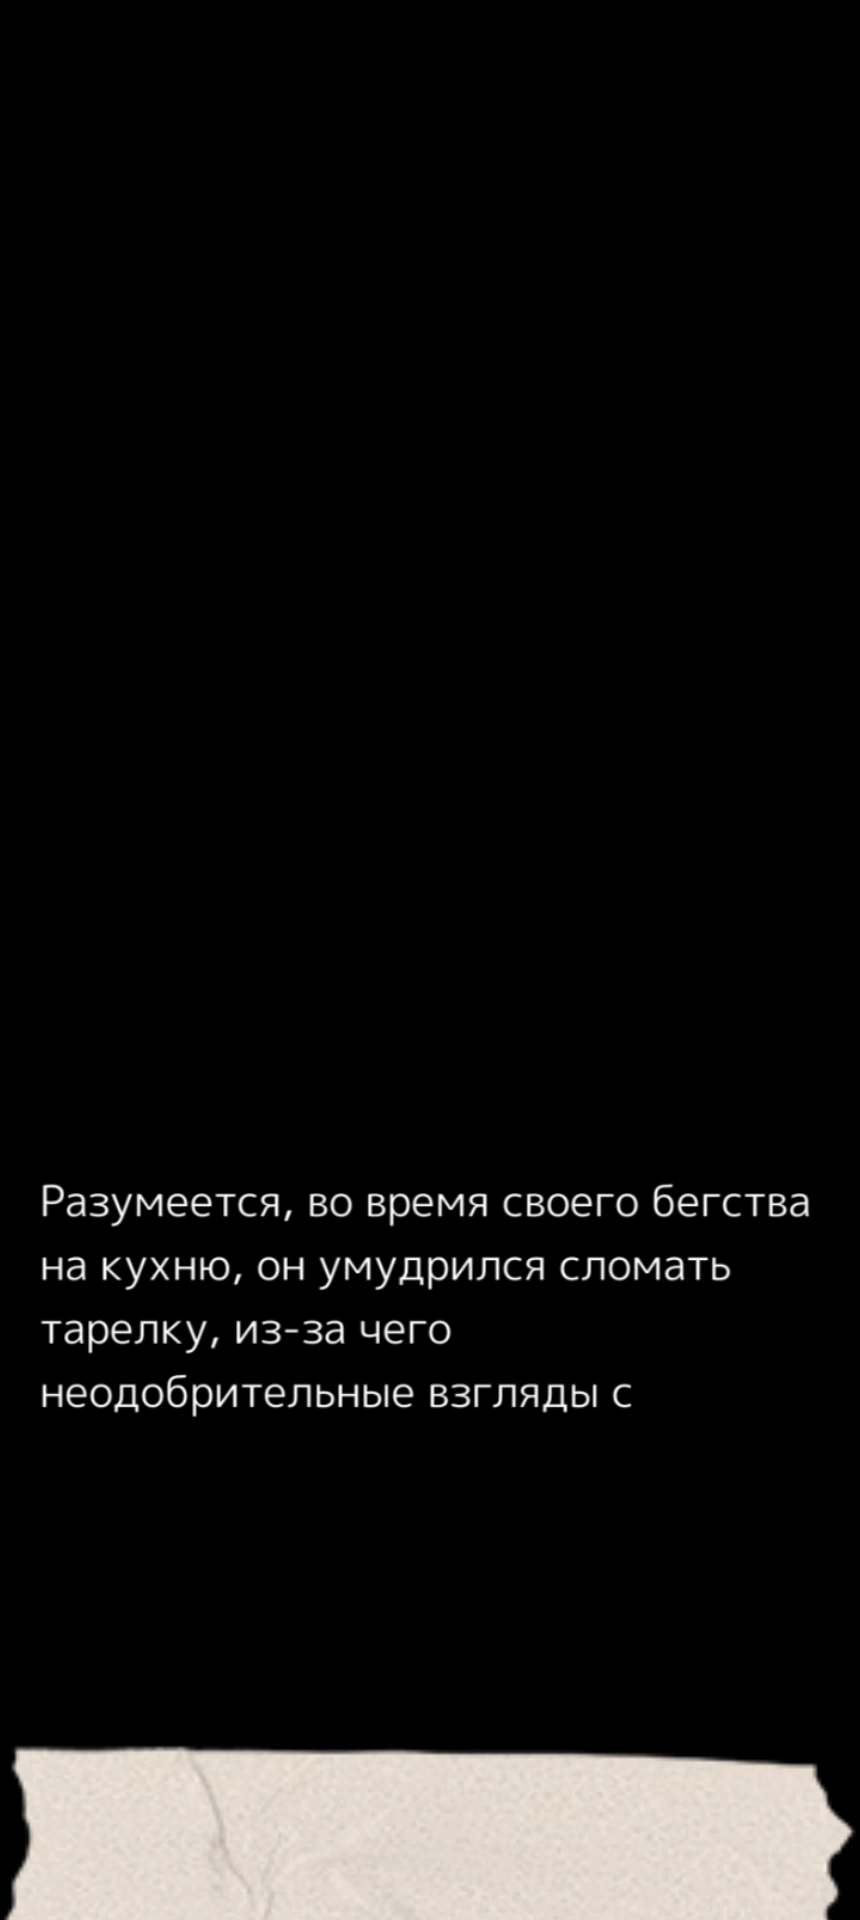 Разумеется, во время своего бегства
на кухню, он умудрился сломать
тарелку, из-за чего
неодобрительные взгляды с